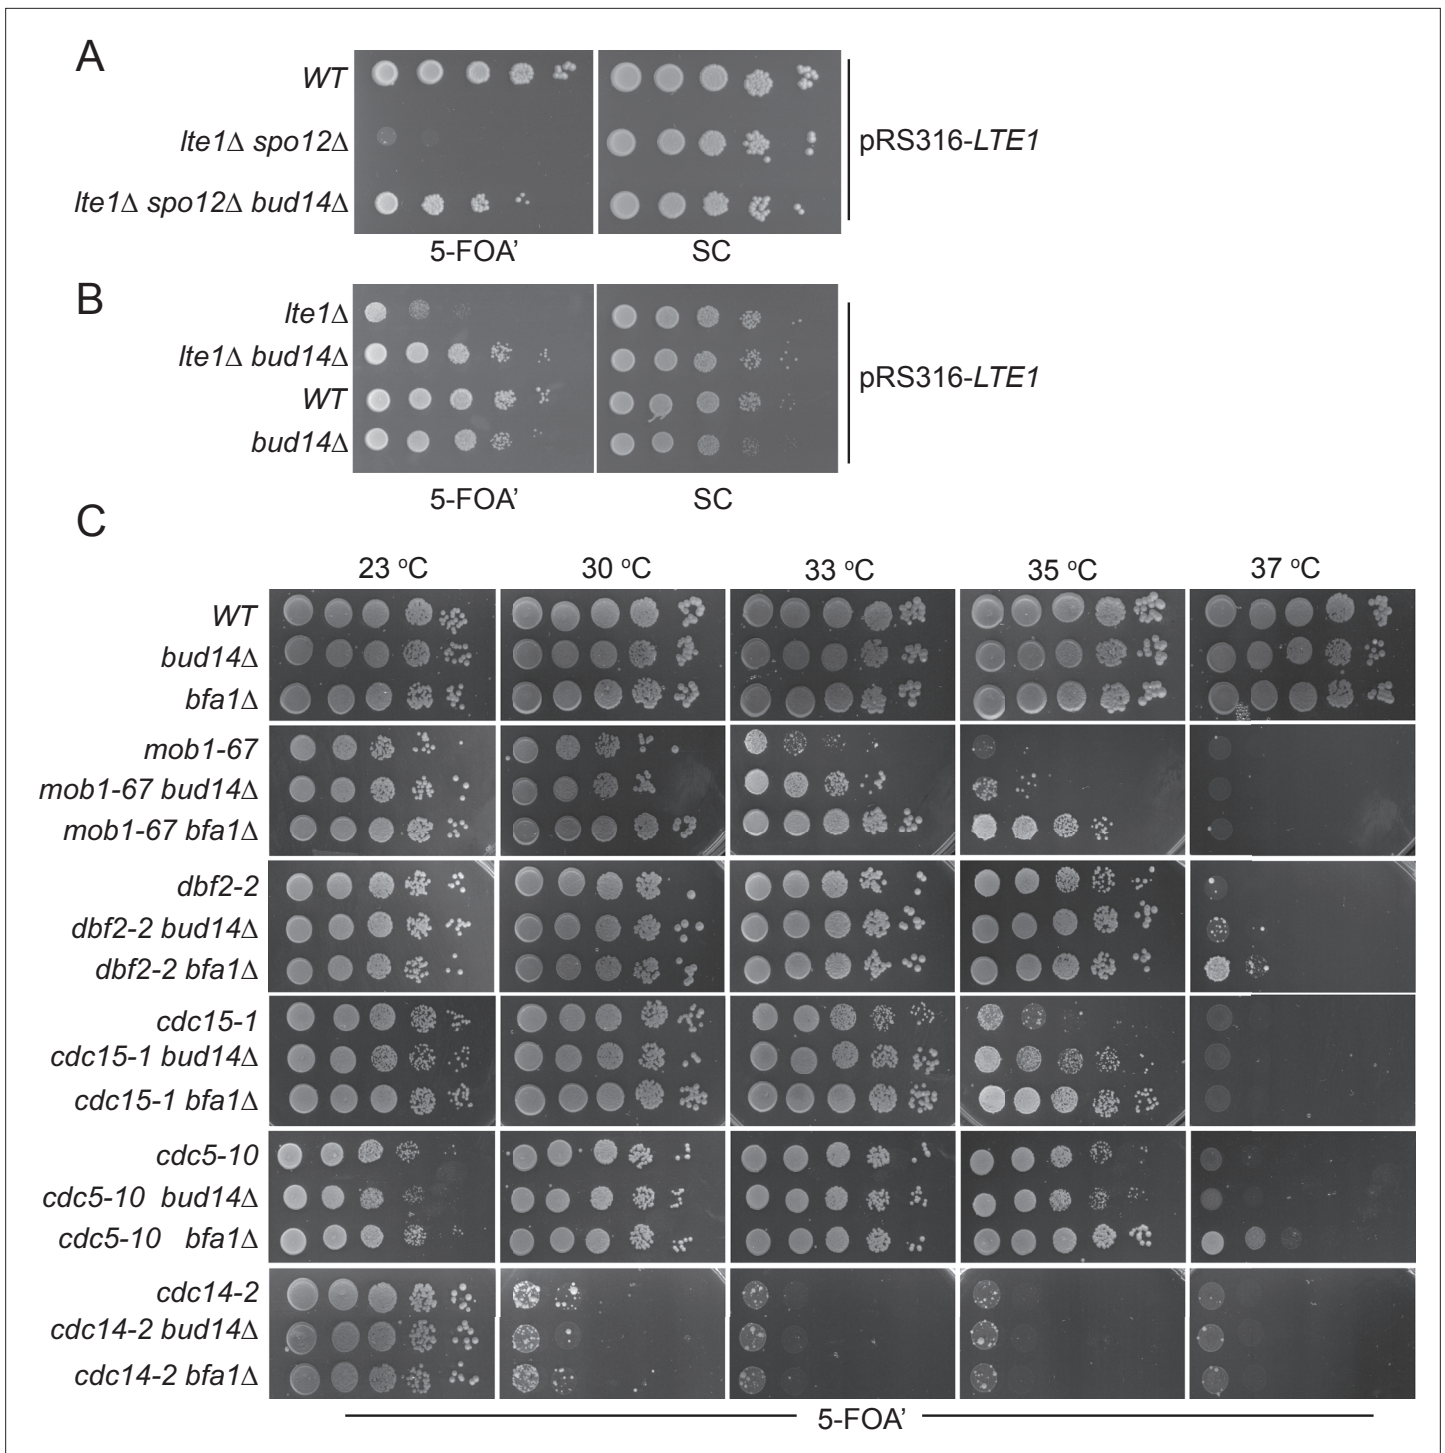 A
WT
lte1Δ spo12Δ
lte1Δ spo12Δ bud14Δ
pRS316-LTE1
5-FOA’ SC
B
lte1Δ
lte1Δ bud14Δ
WT
bud14Δ
pRS316-LTE1
5-FOA’ SC
C
23 °C 30 °C 33 °C 35 °C 37 °C
WT
bud14Δ
bfa1Δ
mob1-67
mob1-67 bud14Δ
mob1-67 bfa1Δ
dbf2-2
dbf2-2 bud14Δ
dbf2-2 bfa1Δ
cdc15-1
cdc15-1 bud14Δ
cdc15-1 bfa1Δ
cdc5-10
cdc5-10 bud14Δ
cdc5-10 bfa1Δ
cdc14-2
cdc14-2 bud14Δ
cdc14-2 bfa1Δ
5-FOA’